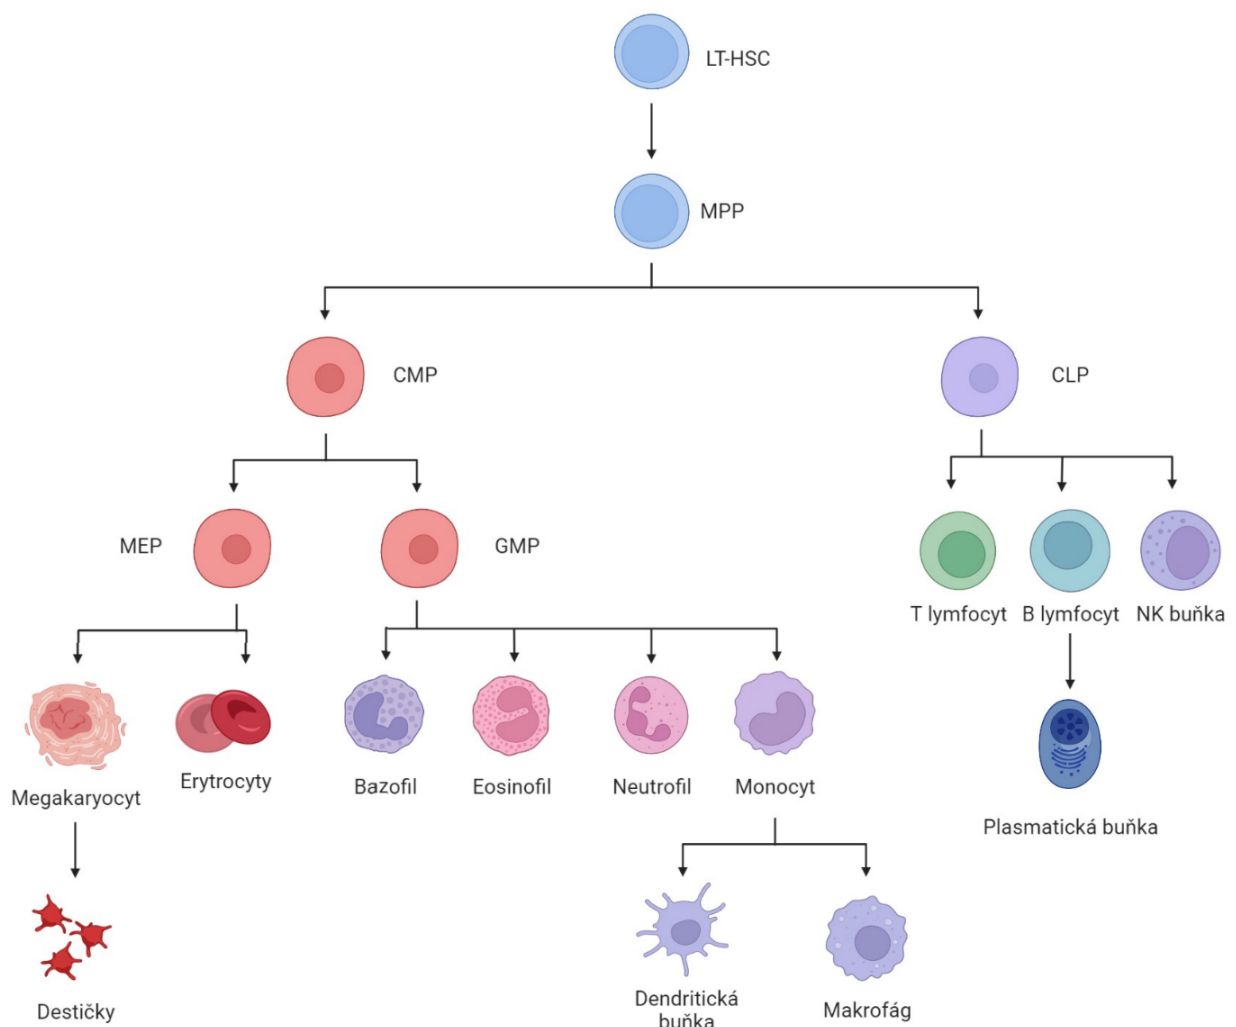 LT-HSC
MPP
CMP
CLP
MEP
GMP
T lymfocyt
B lymfocyt
NK buňka
Megakaryocyt
Erytrocyty
Bazofil
Eosinofil
Neutrofil
Monocyt
Plasmatická buňka
Destičky
Dendritická
buňka
Makrofág